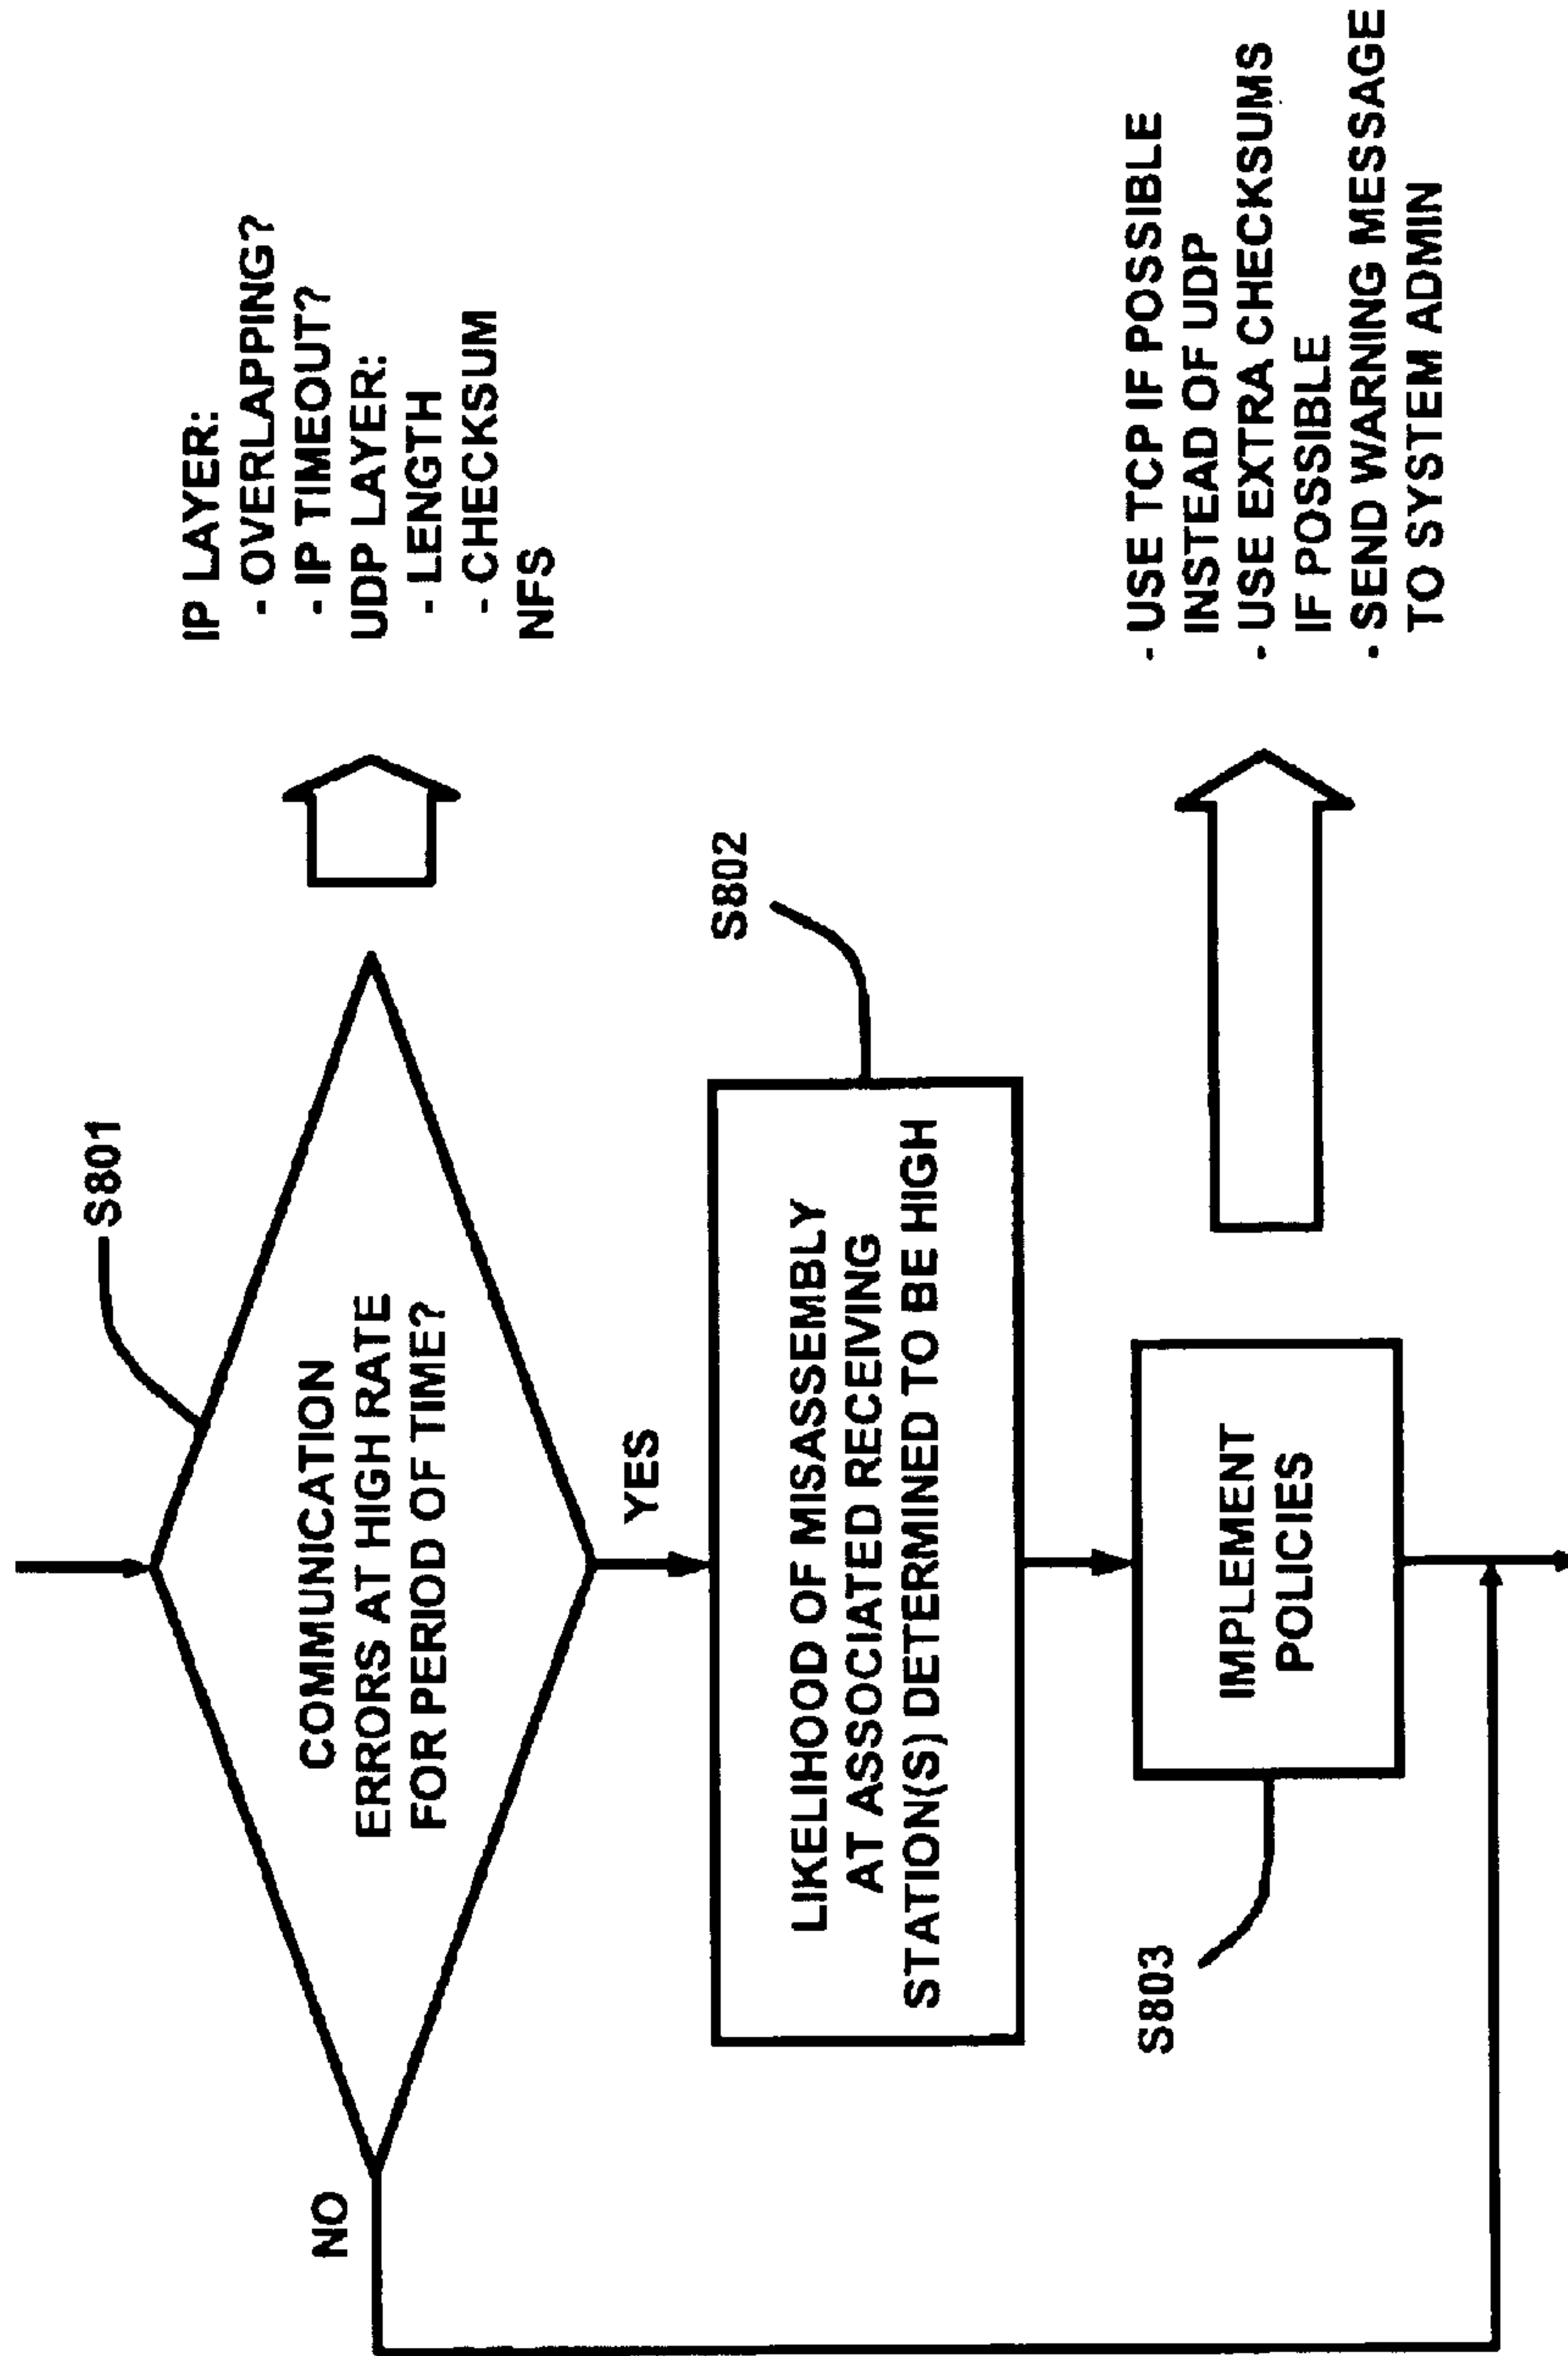 S801
COMMUNICATION
ERRORS AT HIGH RATE
FOR PERIOD OF TIME?
NO
YES
IP LAYER:
- OVERLAPPING?
- IP TIMEOUT?
UDP LAYER:
- LENGTH
- CHECKSUM
NFS
S802
LIKELIHOOD OF MISASSEMBLY
AT ASSOCIATED RECEIVING
STATION(S) DETERMINED TO BE HIGH
S803
IMPLEMENT
POLICIES
- USE TCP IF POSSIBLE
INSTEAD OF UDP
- USE EXTRA CHECKSUMS
IF POSSIBLE
- SEND WARNING MESSAGE
TO SYSTEM ADMIN